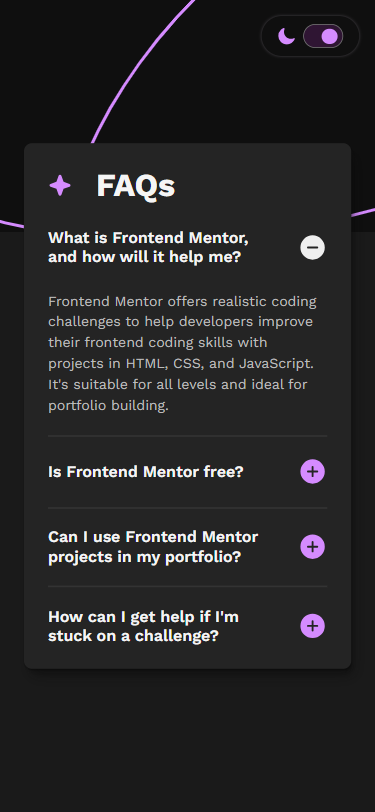 FAQs
What is Frontend Mentor,
and how will it help me?
Frontend Mentor offers realistic coding
challenges to help developers improve
their frontend coding skills with
projects in HTML, CSS, and JavaScript.
It's suitable for all levels and ideal for
portfolio building.
Is Frontend Mentor free?
Can I use Frontend Mentor
projects in my portfolio?
How can I get help if I'm
stuck on a challenge?